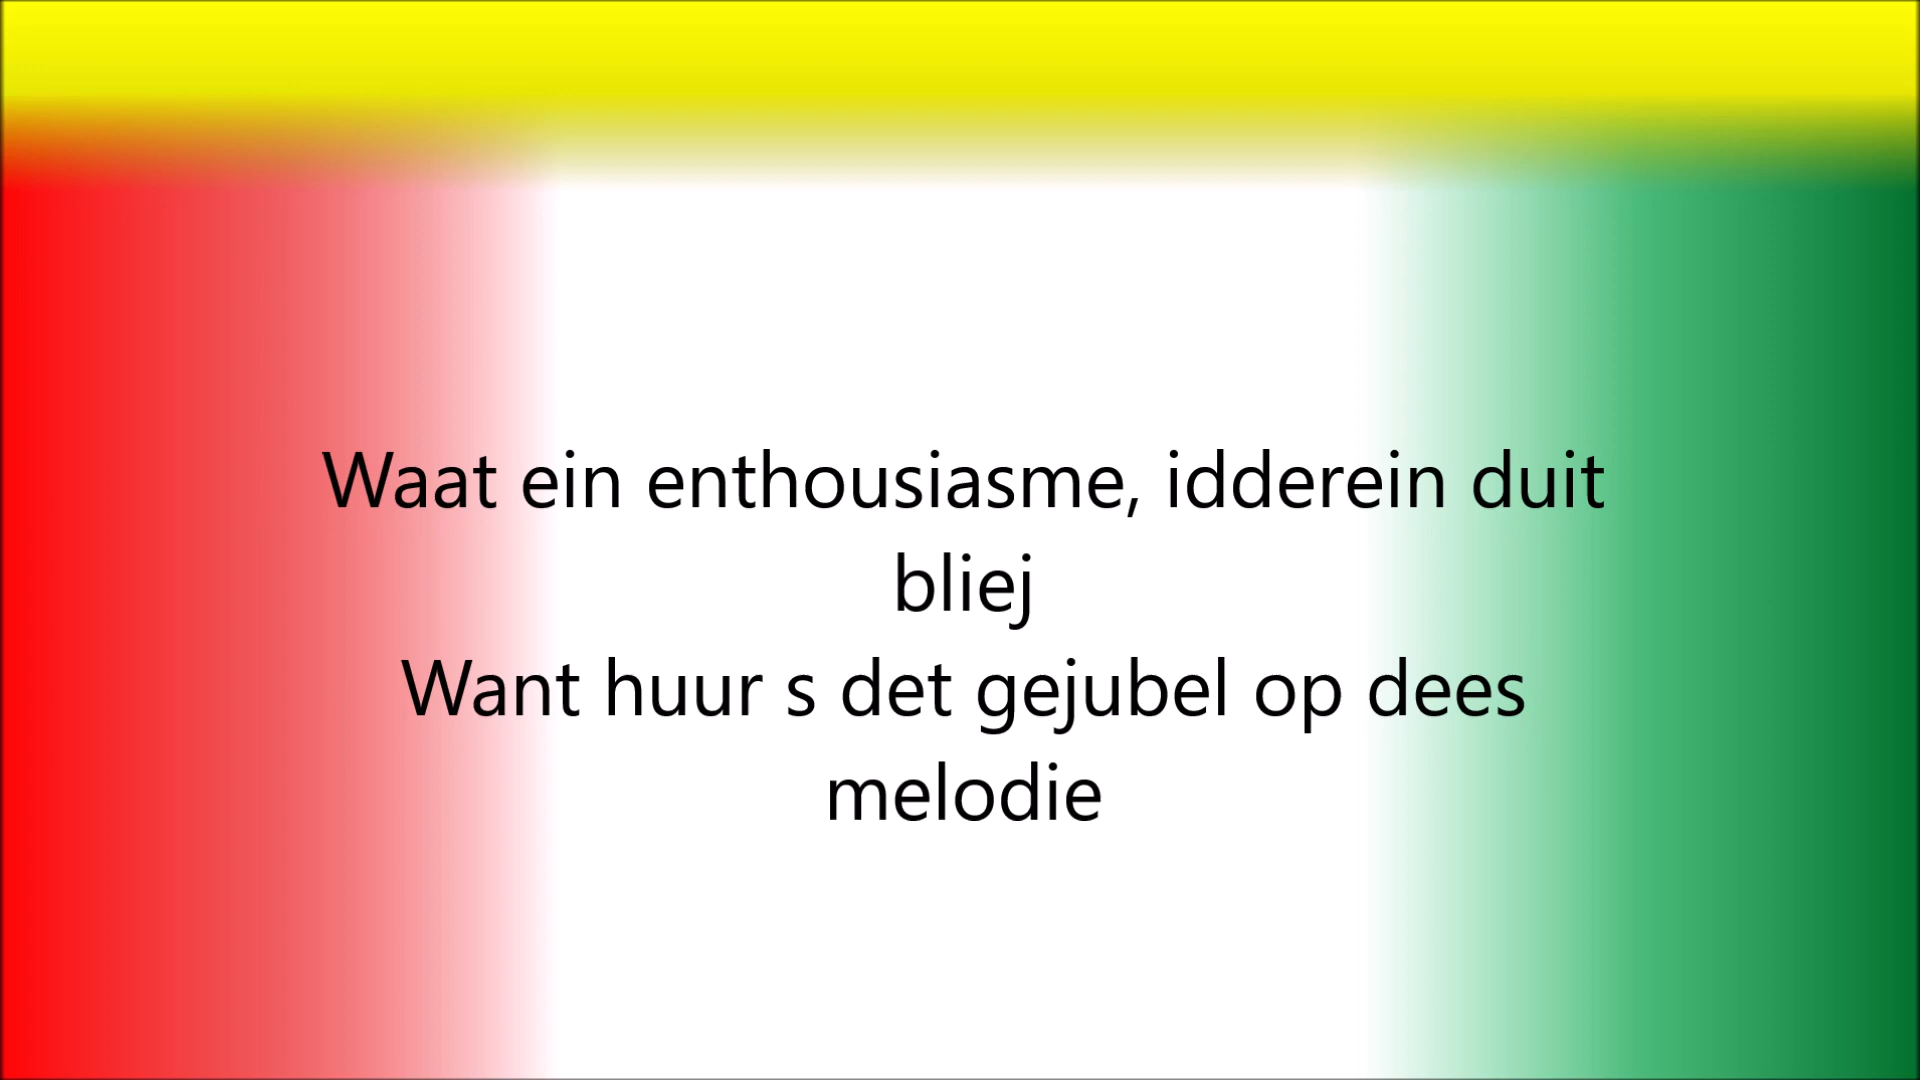 Waat ein enthousiasme, idderein duit
bliej
Want huur s det gejubel op dees
melodie